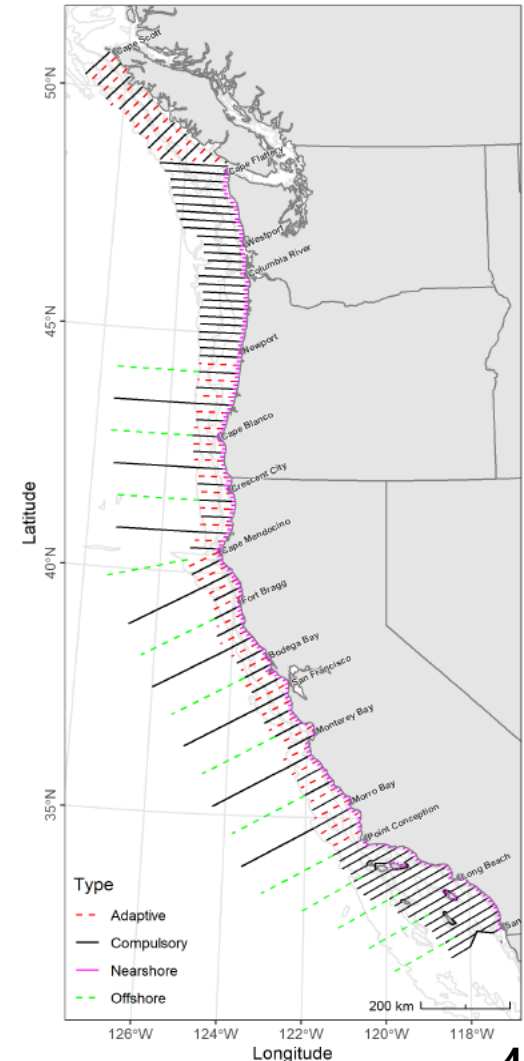 50°N
45°N
40°N
35°N
Latitude
Cape Scott
Cape Flattery
Westport
Columbia River
Newport
Cape Blanco
Crescent City
Cape Mendocino
Fort Bragg
Bodega Bay
San Francisco
Monterey Bay
Morro Bay
Point Conception
Long Beach
San
Type
Adaptive
Compulsory
Nearshore
Offshore
200 km
126°W 124°W 122°W 120°W 118°W
Longitude